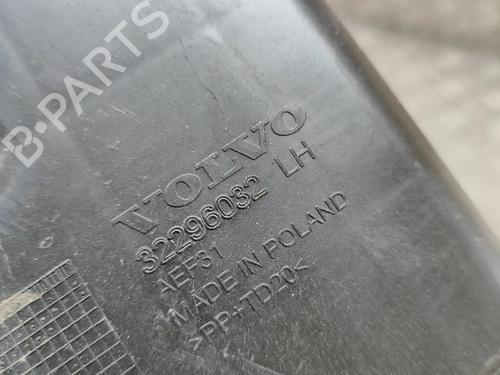 B-PARTS
VOLVO
32296032 LH
AEF31
MADE IN POLAND
>PP+TD20<